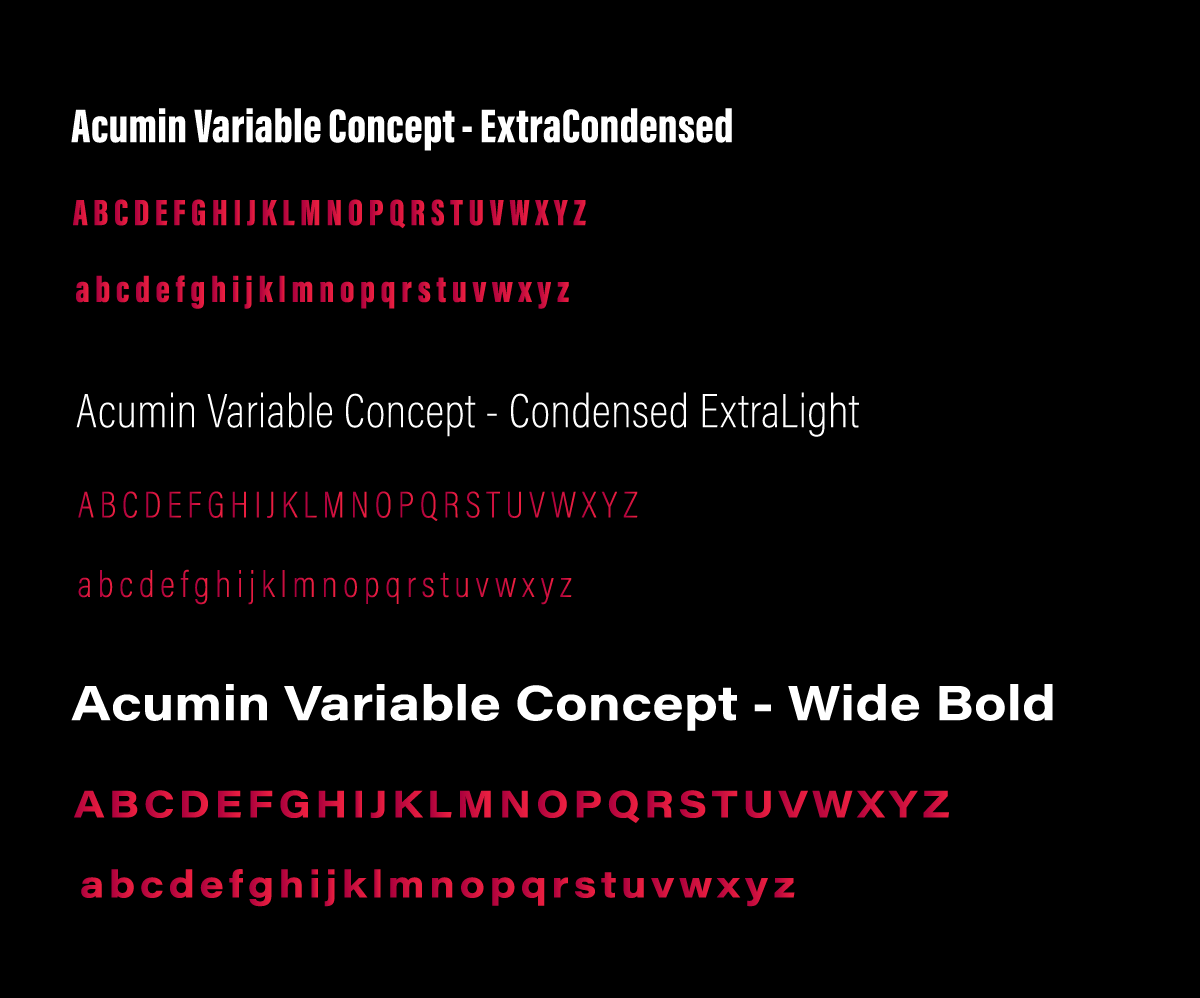 Acumin Variable Concept - ExtraCondensed
ABCDEFGHIJKLMNOPQRSTUVWXYZ
abcdefghijklmnopqrstuvwxyz
Acumin Variable Concept - Condensed ExtraLight
ABCDEFGHIJKLMNOPQRSTUVWXYZ
abcdefghijklmnopqrstuvwxyz
Acumin Variable Concept - Wide Bold
ABCDEFGHIJKLMNOPQRSTUVWXYZ
abcdefghijklmnopqrstuvwxyz